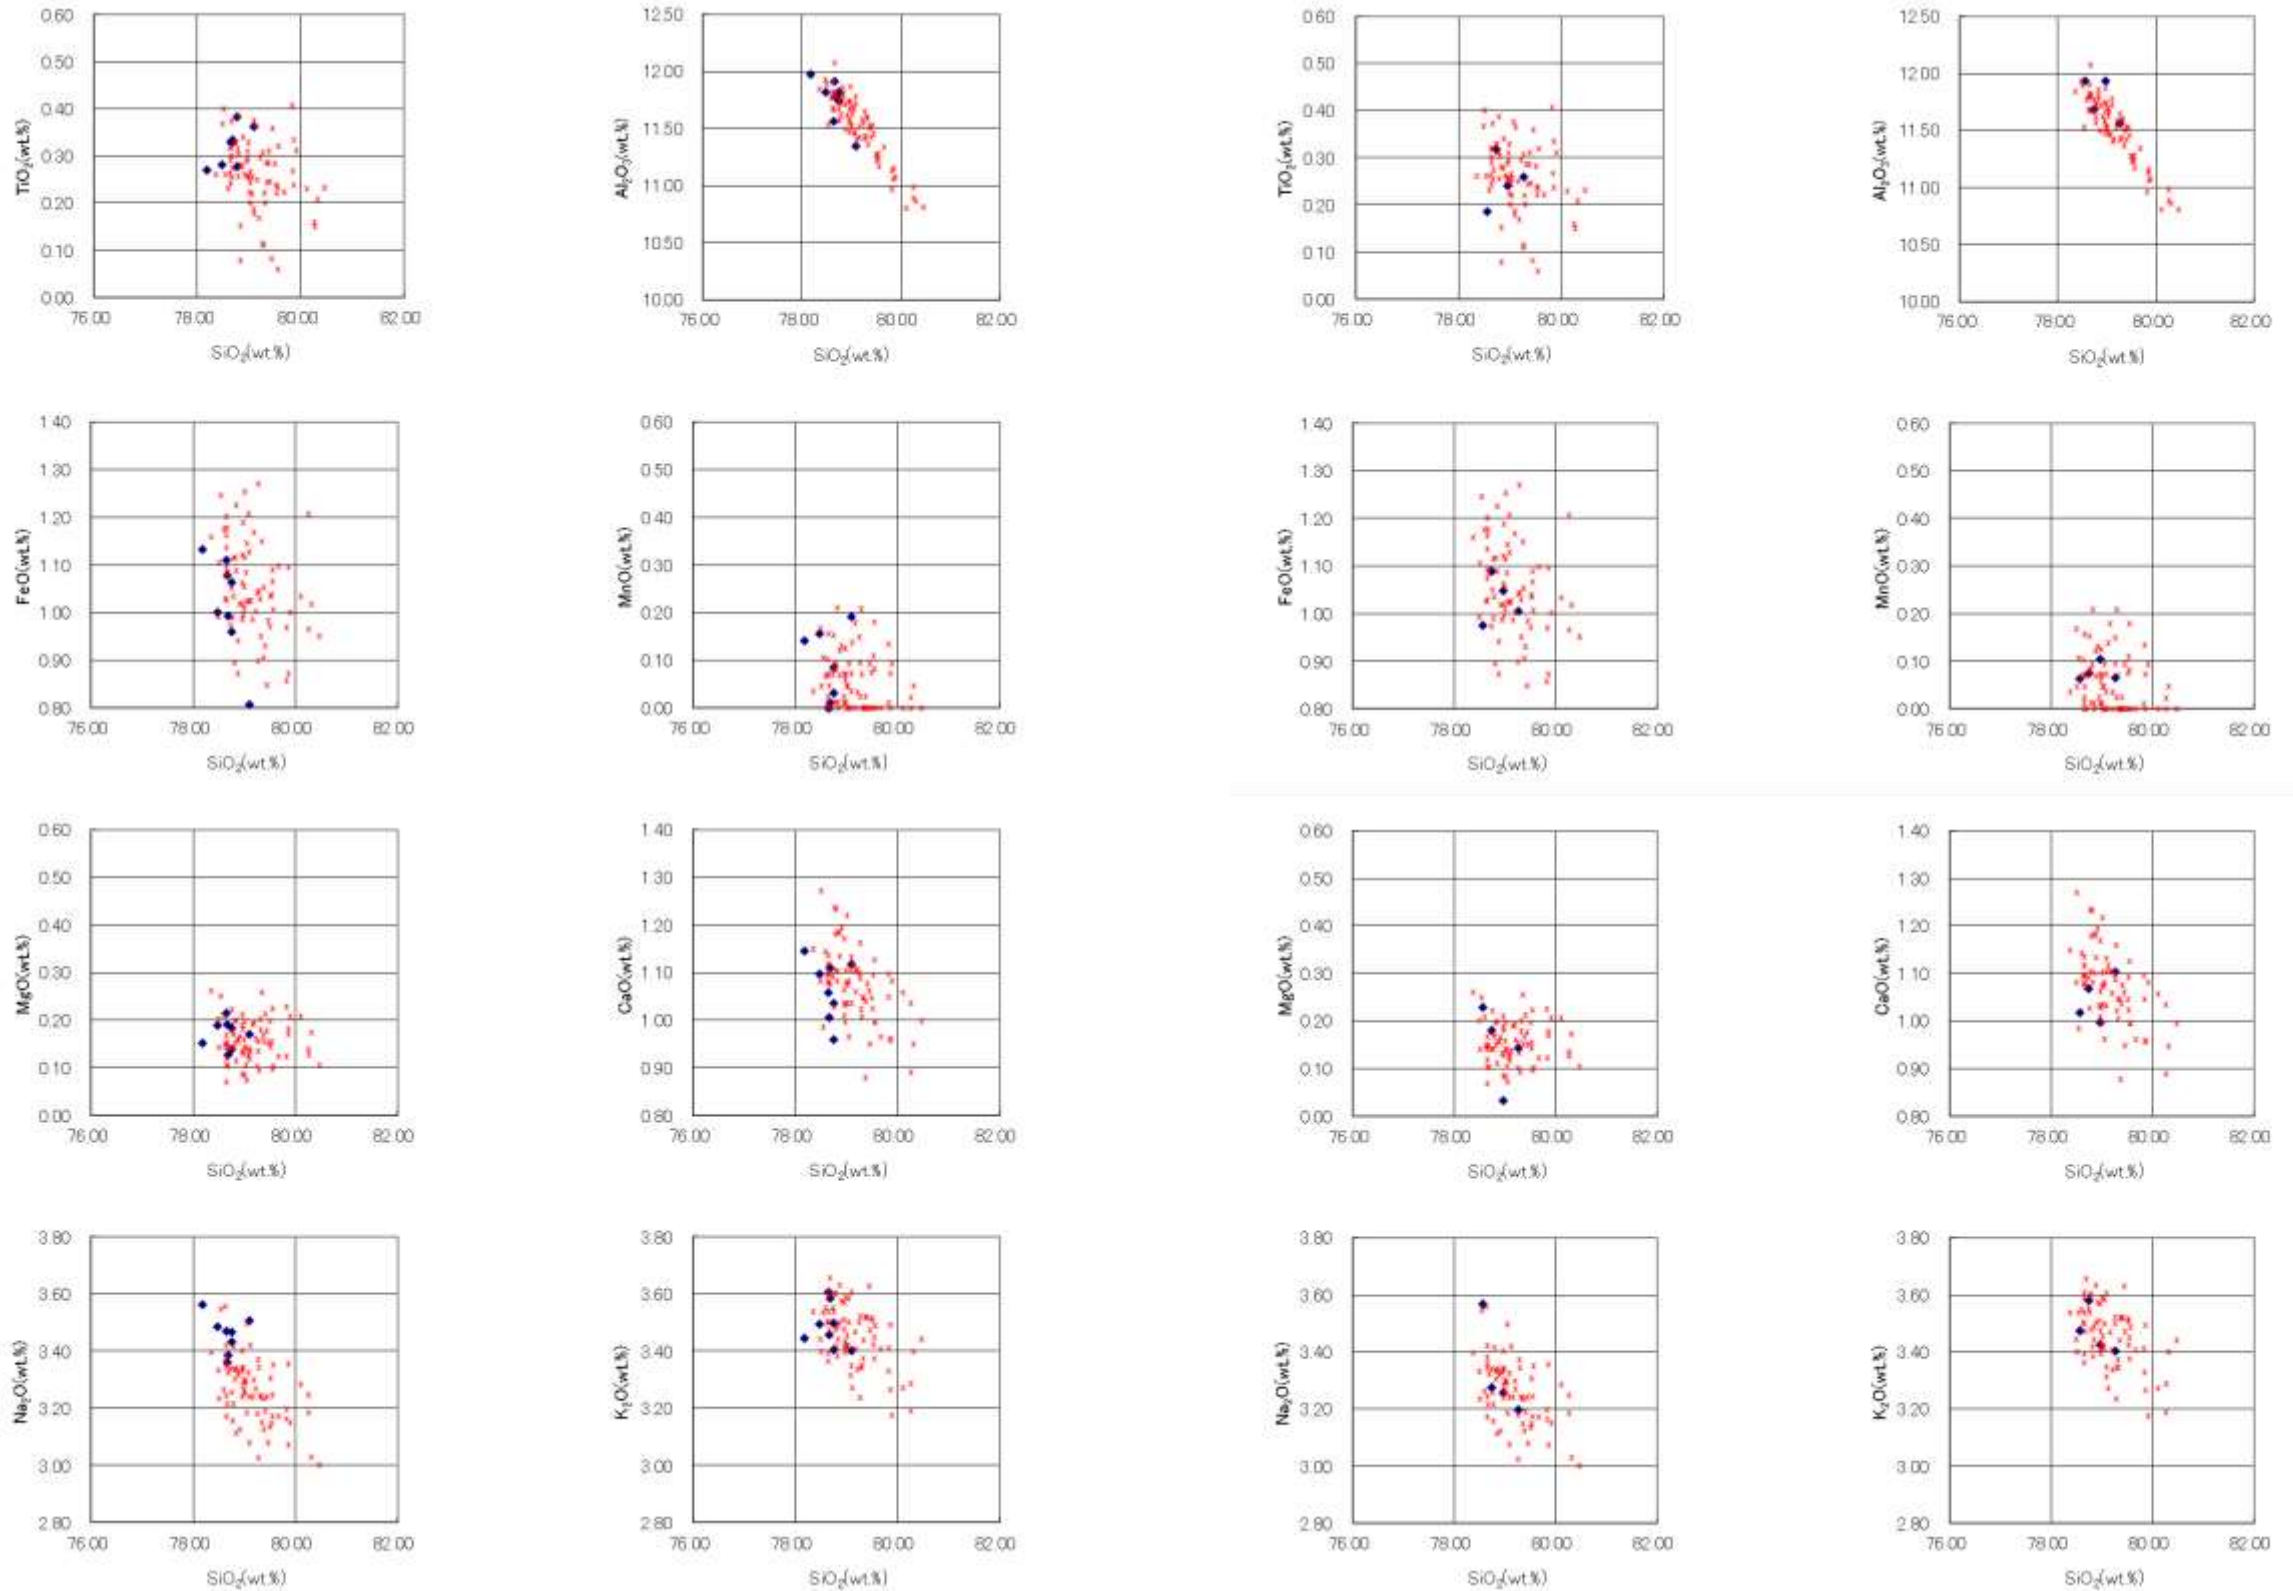 TiO₂(wt.%)
0.60
0.50
0.40
0.30
0.20
0.10
0.00
76.00 78.00 80.00 82.00
SiO₂(wt.%)
Al₂O₃(wt.%)
12.50
12.00
11.50
11.00
10.50
10.00
76.00 78.00 80.00 82.00
SiO₂(wt.%)
TiO₂(wt.%)
0.60
0.50
0.40
0.30
0.20
0.10
0.00
76.00 78.00 80.00 82.00
SiO₂(wt.%)
Al₂O₃(wt.%)
12.50
12.00
11.50
11.00
10.50
10.00
76.00 78.00 80.00 82.00
SiO₂(wt.%)
FeO(wt.%)
1.40
1.30
1.20
1.10
1.00
0.90
0.80
76.00 78.00 80.00 82.00
SiO₂(wt.%)
MnO(wt.%)
0.60
0.50
0.40
0.30
0.20
0.10
0.00
76.00 78.00 80.00 82.00
SiO₂(wt.%)
FeO(wt.%)
1.40
1.30
1.20
1.10
1.00
0.90
0.80
76.00 78.00 80.00 82.00
SiO₂(wt.%)
MnO(wt.%)
0.60
0.50
0.40
0.30
0.20
0.10
0.00
76.00 78.00 80.00 82.00
SiO₂(wt.%)
MgO(wt.%)
0.60
0.50
0.40
0.30
0.20
0.10
0.00
76.00 78.00 80.00 82.00
SiO₂(wt.%)
CaO(wt.%)
1.40
1.30
1.20
1.10
1.00
0.90
0.80
76.00 78.00 80.00 82.00
SiO₂(wt.%)
MgO(wt.%)
0.60
0.50
0.40
0.30
0.20
0.10
0.00
76.00 78.00 80.00 82.00
SiO₂(wt.%)
CaO(wt.%)
1.40
1.30
1.20
1.10
1.00
0.90
0.80
76.00 78.00 80.00 82.00
SiO₂(wt.%)
Na₂O(wt.%)
3.80
3.60
3.40
3.20
3.00
2.80
76.00 78.00 80.00 82.00
SiO₂(wt.%)
K₂O(wt.%)
3.80
3.60
3.40
3.20
3.00
2.80
76.00 78.00 80.00 82.00
SiO₂(wt.%)
Na₂O(wt.%)
3.80
3.60
3.40
3.20
3.00
2.80
76.00 78.00 80.00 82.00
SiO₂(wt.%)
K₂O(wt.%)
3.80
3.60
3.40
3.20
3.00
2.80
76.00 78.00 80.00 82.00
SiO₂(wt.%)